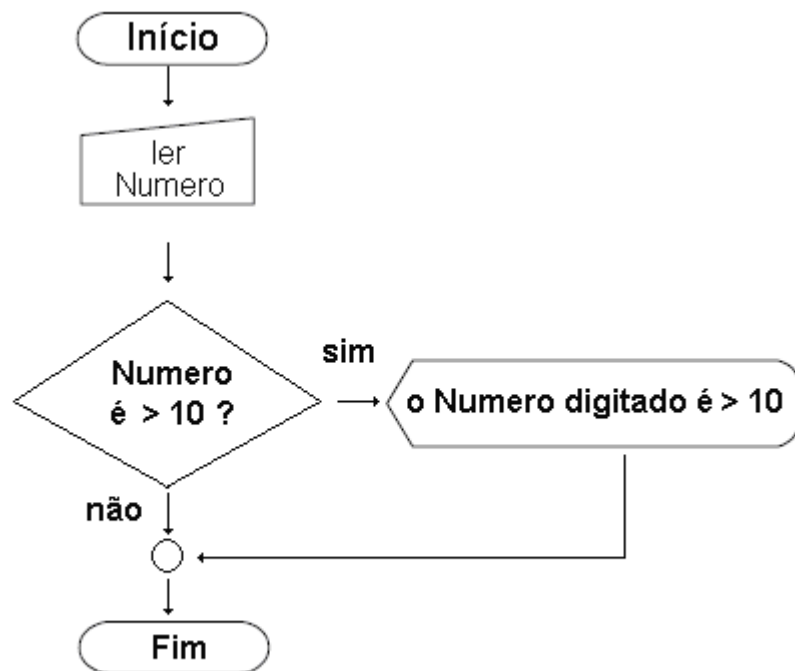 Início
ler
Numero
Numero
é > 10 ?
sim
o Numero digitado é > 10
não
Fim